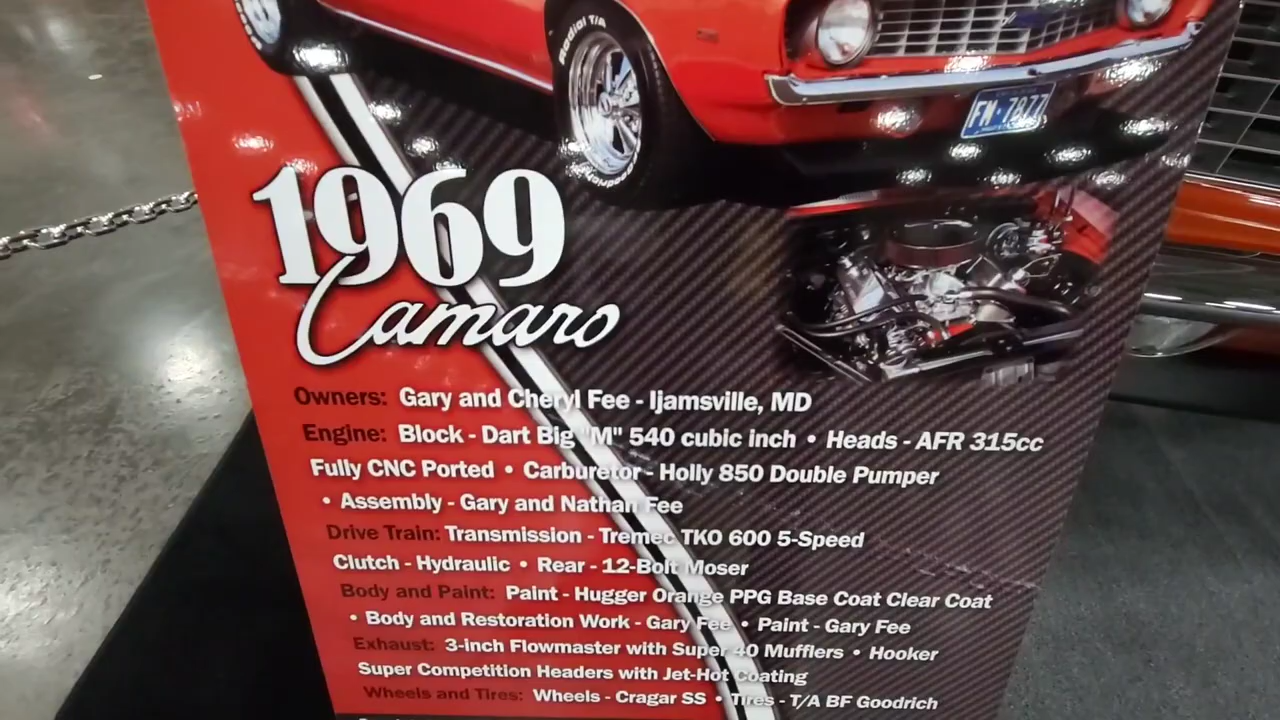 Radial T/A
FN·7877
1969
Camaro
Owners: Gary and Cheryl Fee - Ijamsville, MD
Engine: Block - Dart Big "M" 540 cubic inch • Heads - AFR 315cc
Fully CNC Ported • Carburetor - Holly 850 Double Pumper
• Assembly - Gary and Nathan Fee
Drive Train: Transmission - Tremec TKO 600 5-Speed
Clutch - Hydraulic • Rear - 12-Bolt Moser
Body and Paint: Paint - Hugger Orange PPG Base Coat Clear Coat
• Body and Restoration Work - Gary Fee • Paint - Gary Fee
Exhaust: 3-inch Flowmaster with Super 40 Mufflers • Hooker
Super Competition Headers with Jet-Hot Coating
Wheels and Tires: Wheels - Cragar SS • Tires - T/A BF Goodrich